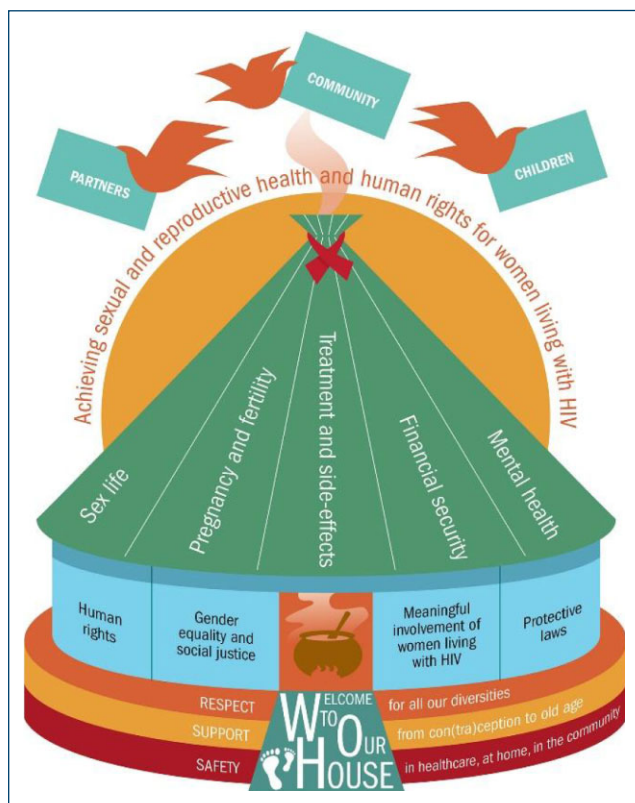 COMMUNITY
PARTNERS
CHILDREN
Achieving sexual and reproductive health and human rights for women living with HIV
Sex life
Pregnancy and fertility
Treatment and side-effects
Financial security
Mental health
Human
rights
Gender
equality and
social justice
Meaningful
involvement of
women living
with HIV
Protective
laws
RESPECT for all our diversities
SUPPORT from con(tra)ception to old age
SAFETY in healthcare, at home, in the community
WELCOME
TO OUR
HOUSE